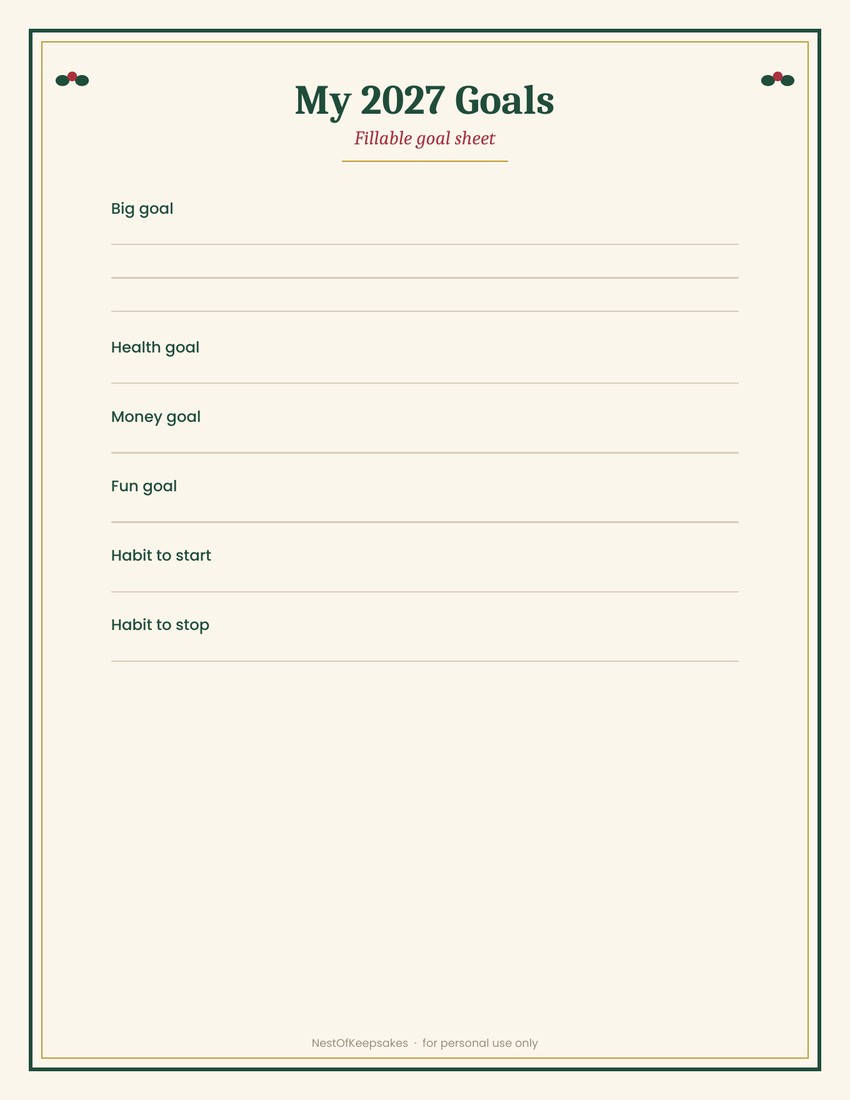 My 2027 Goals
Fillable goal sheet
Big goal
Health goal
Money goal
Fun goal
Habit to start
Habit to stop
NestOfKeepsakes · for personal use only